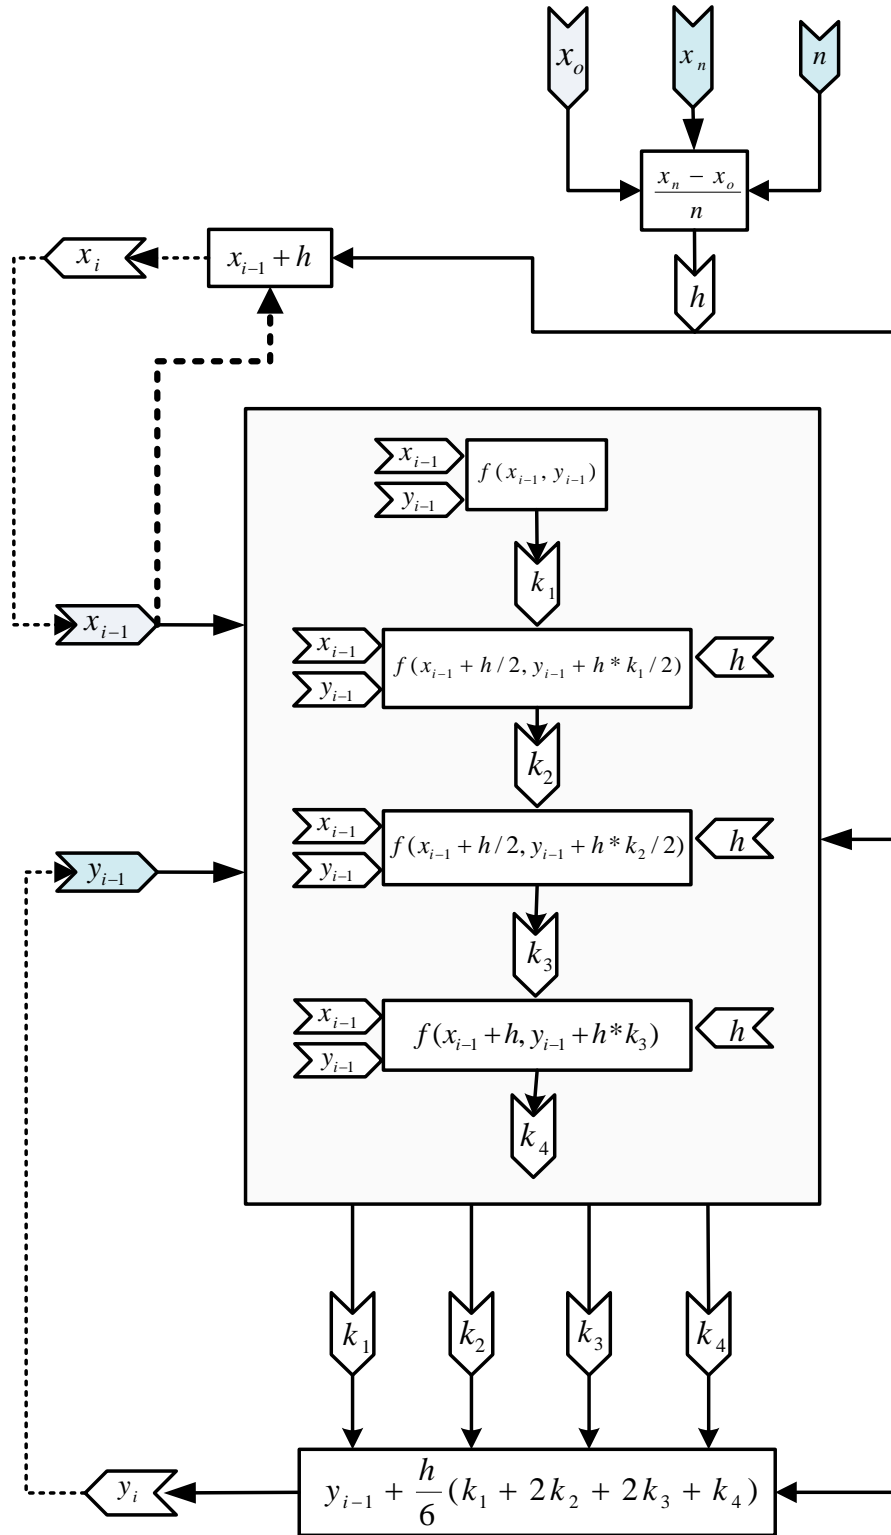 x_o x_n n
\frac{x_n - x_o}{n}
x_i x_{i-1} + h
h
x_{i-1}
f(x_{i-1}, y_{i-1})
y_{i-1}
k_1
x_{i-1}
x_{i-1}
f(x_{i-1} + h/2, y_{i-1} + h*k_1/2) h
y_{i-1}
k_2
x_{i-1}
f(x_{i-1} + h/2, y_{i-1} + h*k_2/2) h
y_{i-1}
y_{i-1}
k_3
x_{i-1}
f(x_{i-1} + h, y_{i-1} + h*k_3) h
y_{i-1}
k_4
k_1 k_2 k_3 k_4
y_i y_{i-1} + \frac{h}{6}(k_1 + 2k_2 + 2k_3 + k_4)